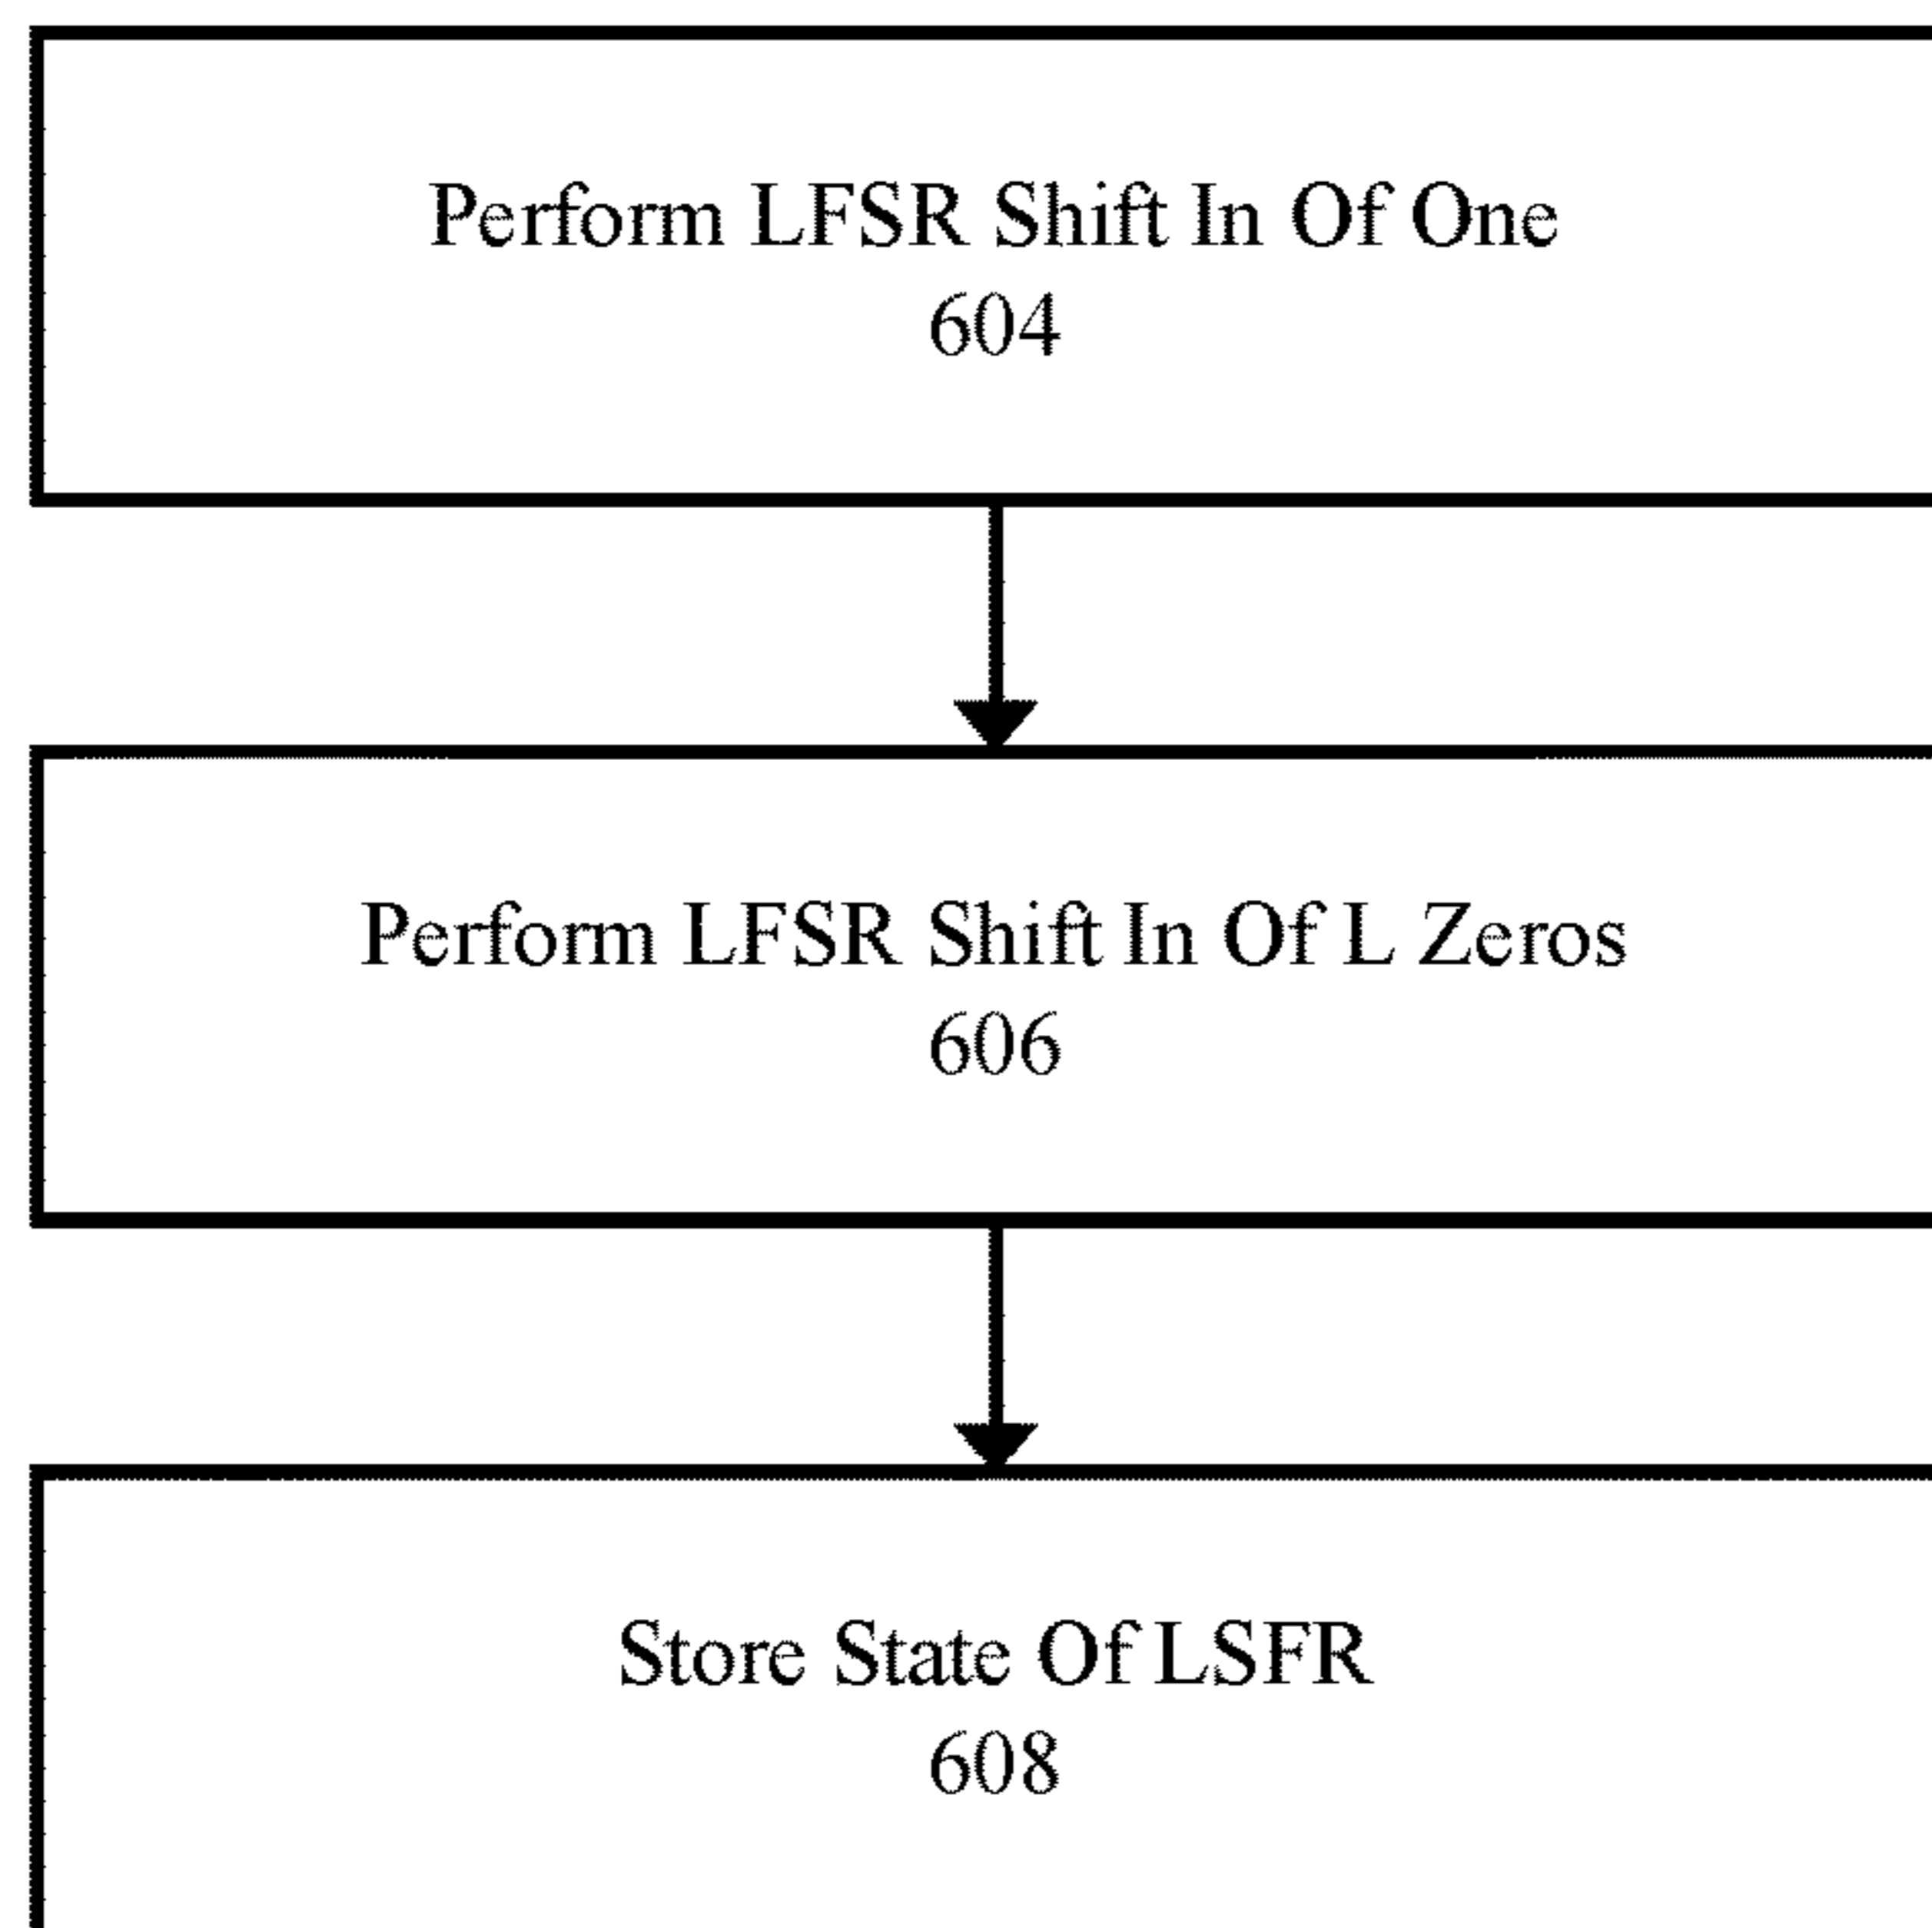 Perform LFSR Shift In Of One
604
Perform LFSR Shift In Of L Zeros
606
Store State Of LSFR
608